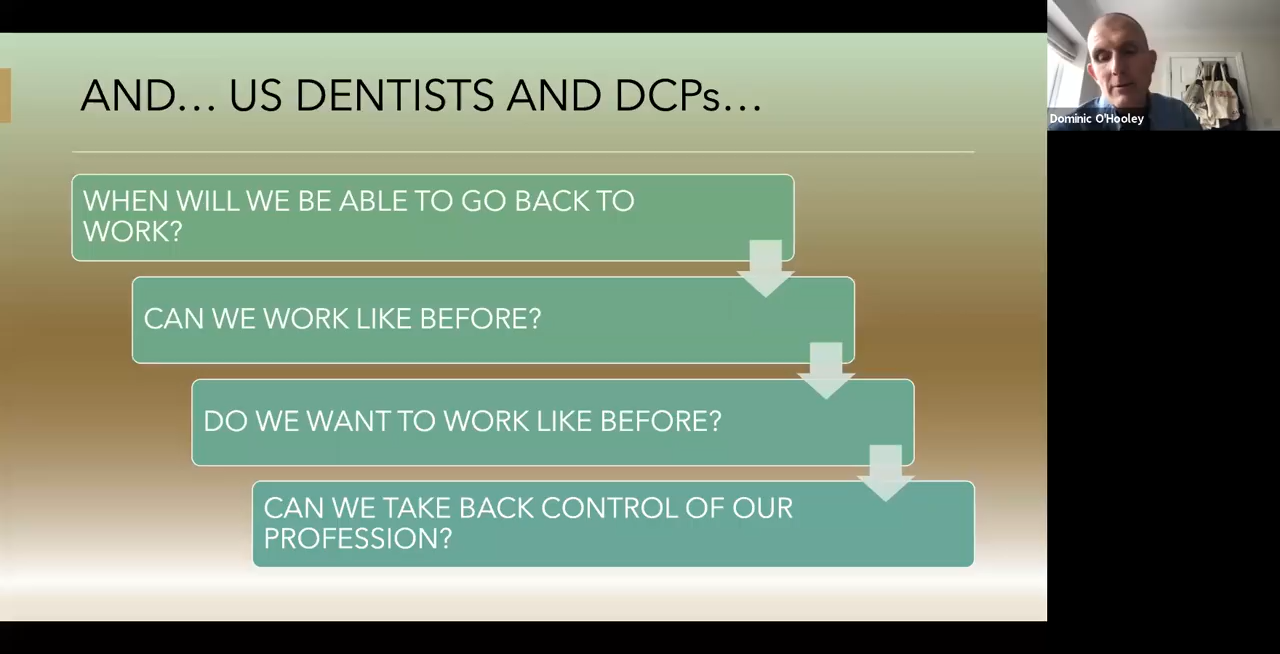 AND... US DENTISTS AND DCPs...
WHEN WILL WE BE ABLE TO GO BACK TO
WORK?
CAN WE WORK LIKE BEFORE?
DO WE WANT TO WORK LIKE BEFORE?
CAN WE TAKE BACK CONTROL OF OUR
PROFESSION?
Dominic O'Hooley